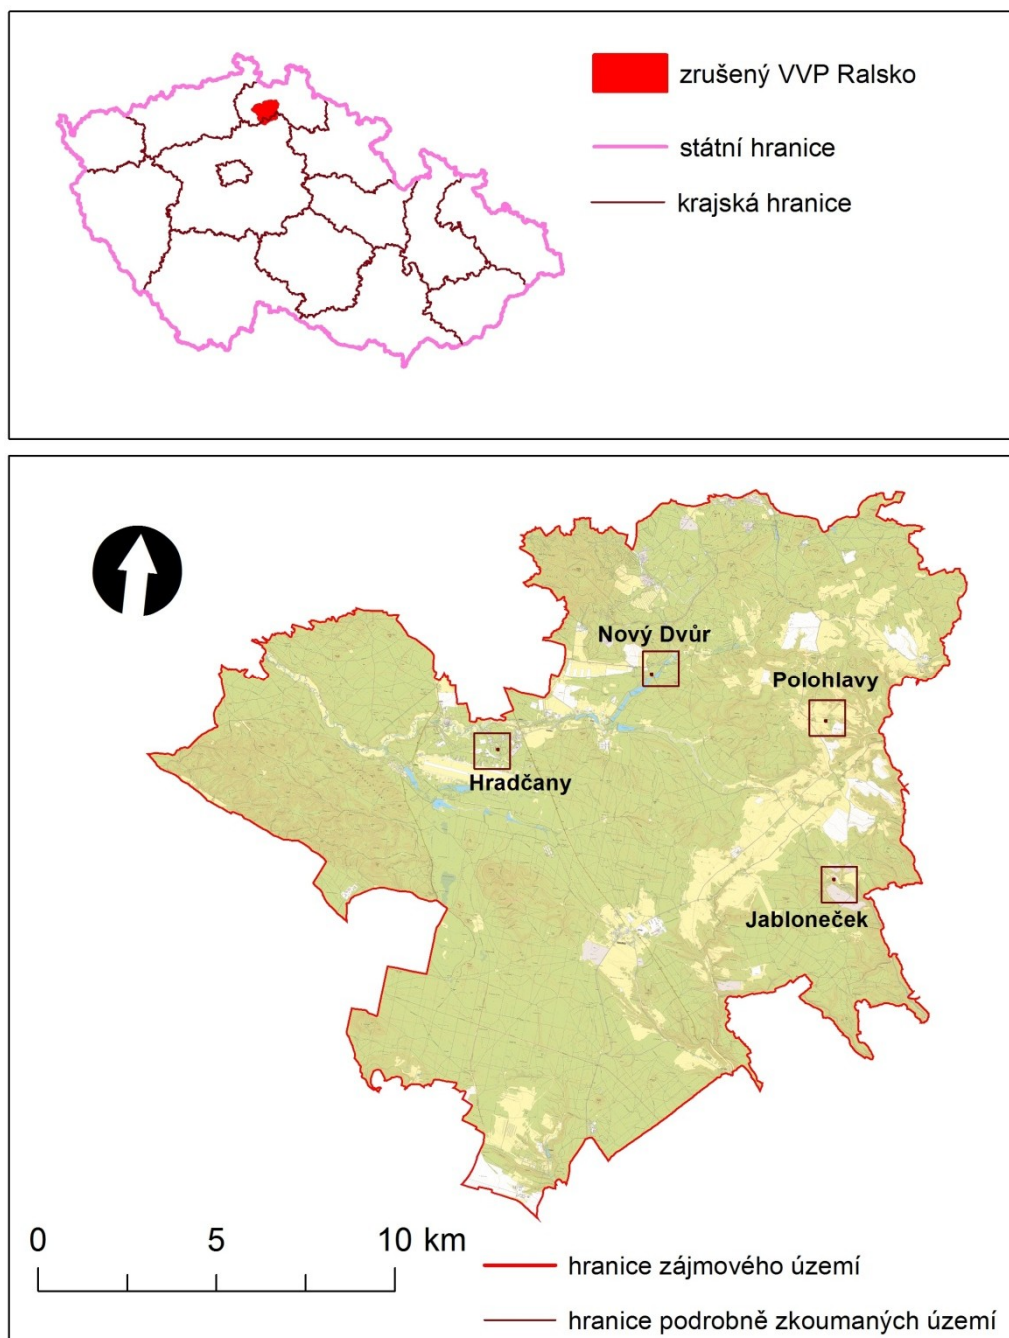 zrušený VVP Ralsko
státní hranice
krajská hranice
Nový Dvůr
Polohlavy
Hradčany
Jabloneček
0 5 10 km
hranice zájmového území
hranice podrobně zkoumaných území